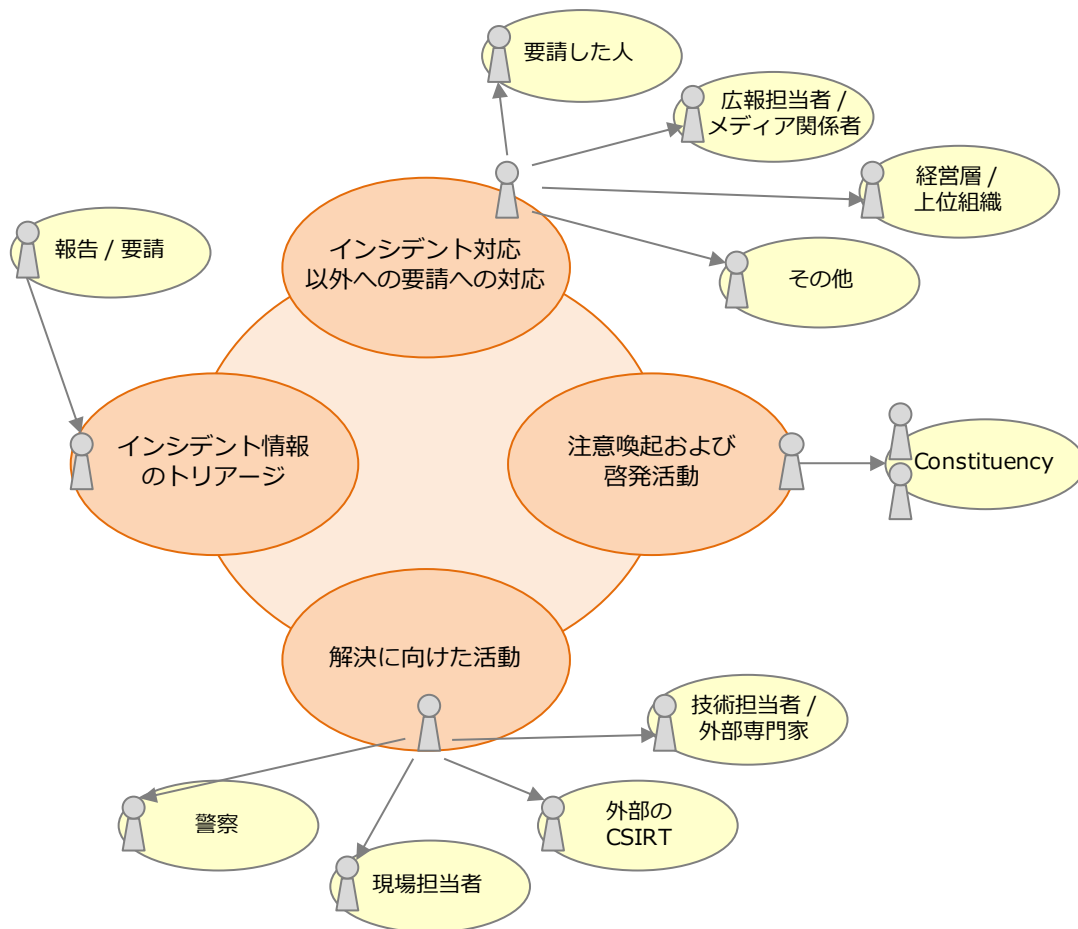 要請した人
広報担当者 /
メディア関係者
経営層 /
上位組織
報告 / 要請
インシデント対応
以外への要請への対応
その他
インシデント情報
のトリアージ
注意喚起および
啓発活動
Constituency
解決に向けた活動
技術担当者 /
外部専門家
警察
外部の
CSIRT
現場担当者